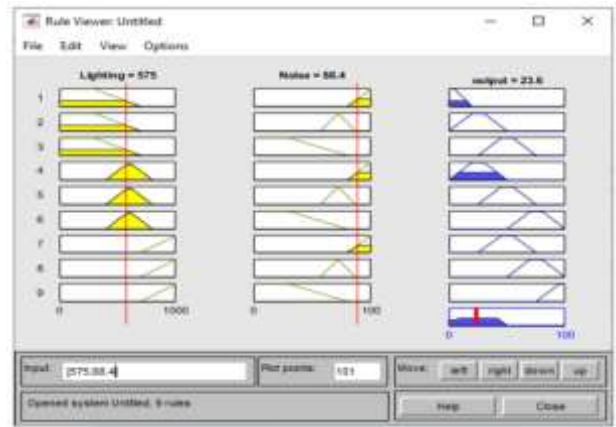 Rule Viewer: Untitled
File Edit View Options
Lighting = 575
Noise = 88.4
output = 23.6
1
2
3
4
5
6
7
8
9
0 1000
100
0 100
Input: [575;88.4]
Plot points: 101
Move: left right down up
Opened system Untitled, 9 rules
Help Close